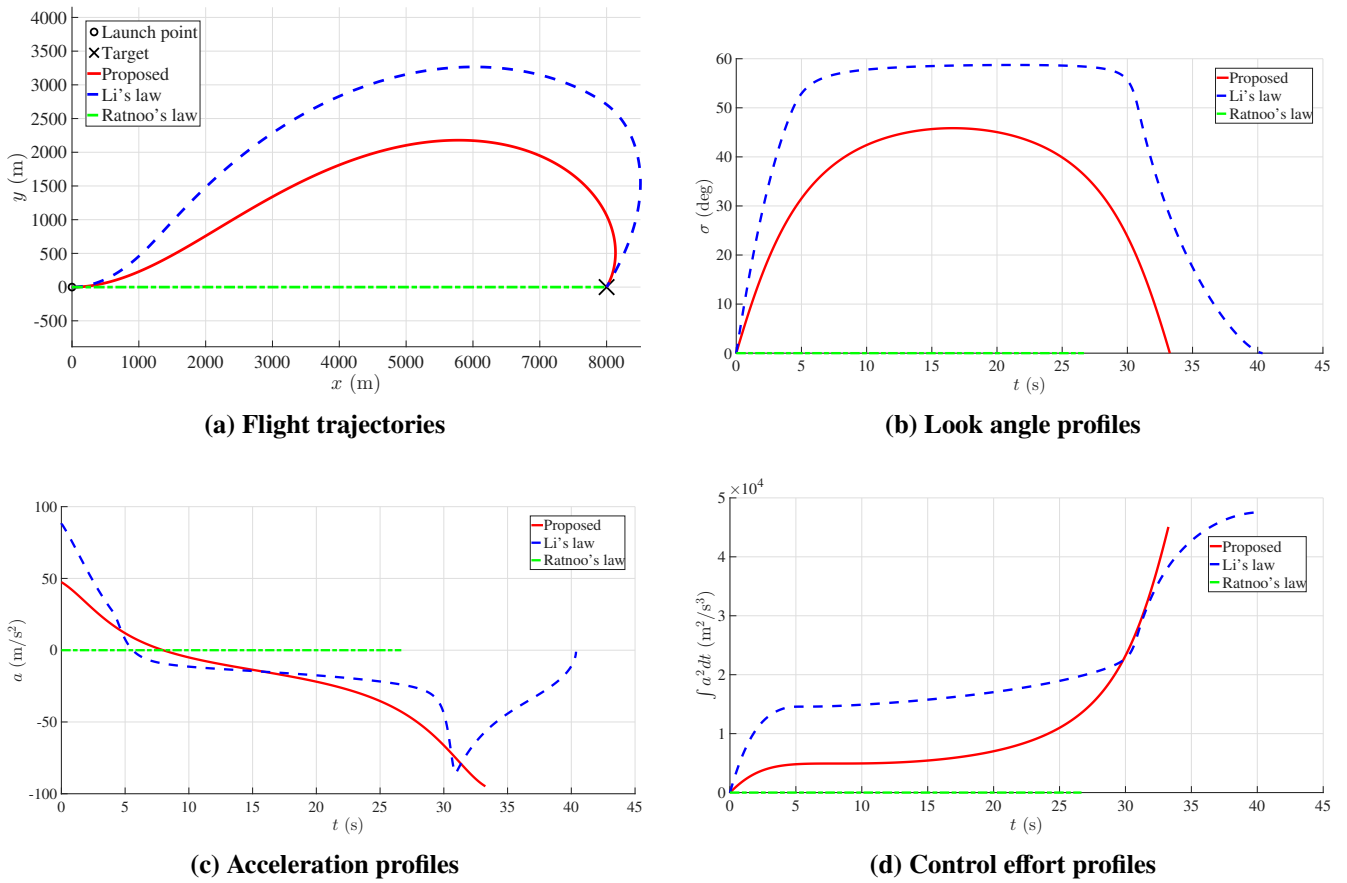 4000
3500
3000
2500
2000
1500
1000
500
0
-500
y (m)
Launch point
Target
Proposed
Li's law
Ratnoo's law
0 1000 2000 3000 4000 5000 6000 7000 8000
x (m)
(a) Flight trajectories
60
50
40
30
20
10
0
σ (deg)
Proposed
Li's law
Ratnoo's law
0 5 10 15 20 25 30 35 40 45
t (s)
(b) Look angle profiles
100
50
0
-50
-100
a (m/s²)
Proposed
Li's law
Ratnoo's law
0 5 10 15 20 25 30 35 40 45
t (s)
(c) Acceleration profiles
×10⁴
5
4
3
2
1
0
∫ a² dt (m²/s³)
Proposed
Li's law
Ratnoo's law
0 5 10 15 20 25 30 35 40 45
t (s)
(d) Control effort profiles